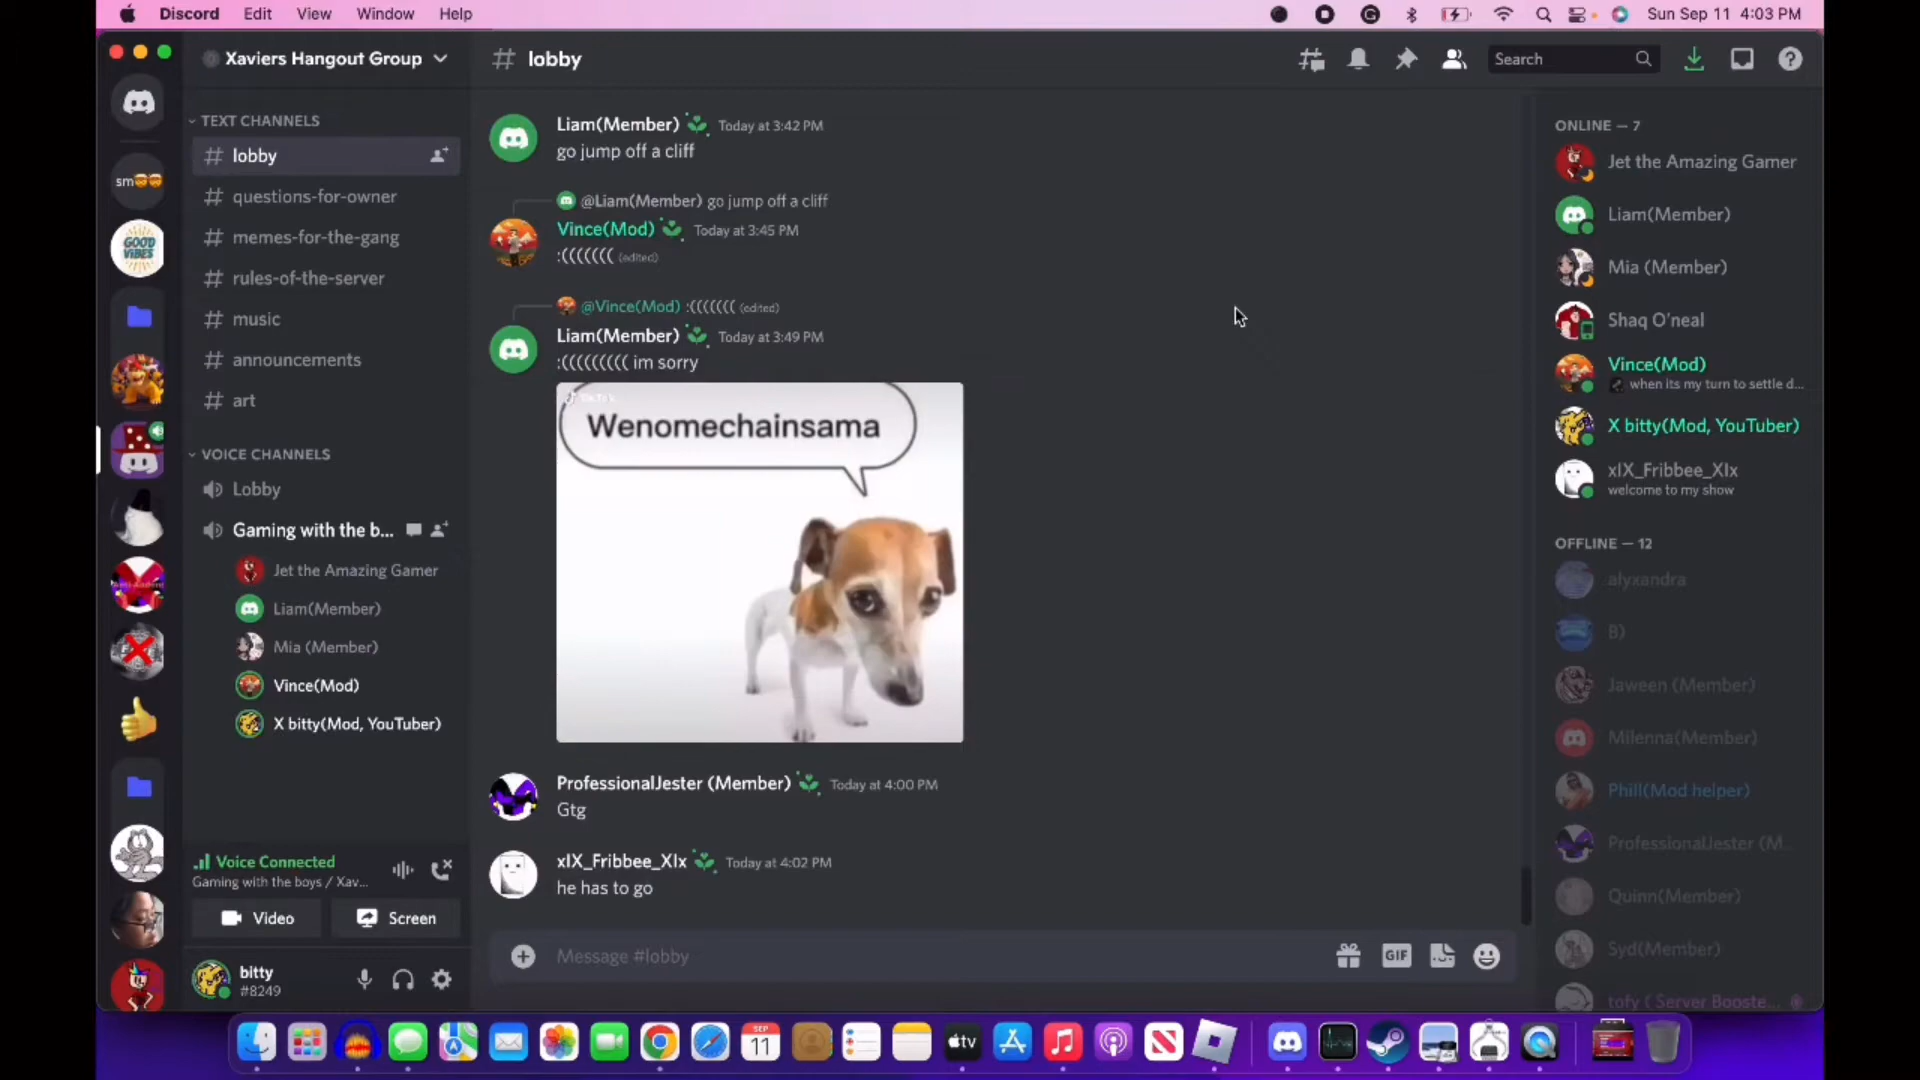 Discord Edit View Window Help
Sun Sep 11 4:03 PM
Xaviers Hangout Group
TEXT CHANNELS
lobby
questions-for-owner
memes-for-the-gang
rules-of-the-server
music
announcements
art
VOICE CHANNELS
Lobby
Gaming with the b...
Jet the Amazing Gamer
Liam(Member)
Mia (Member)
Vince(Mod)
X bitty(Mod, YouTuber)
Voice Connected
Gaming with the boys / Xav...
Video
Screen
bitty
#8249
sm
GOOD
VIBES
# lobby
Search
Liam(Member) Today at 3:42 PM
go jump off a cliff
@Liam(Member) go jump off a cliff
Vince(Mod) Today at 3:45 PM
:((((((( (edited)
@Vince(Mod) :((((((( (edited)
Liam(Member) Today at 3:49 PM
:((((((((( im sorry
Wenomechainsama
ProfessionalJester (Member) Today at 4:00 PM
Gtg
xIX_Fribbee_XIx Today at 4:02 PM
he has to go
Message #lobby
GIF
ONLINE — 7
Jet the Amazing Gamer
Liam(Member)
Mia (Member)
Shaq O'neal
Vince(Mod)
when its my turn to settle d...
X bitty(Mod, YouTuber)
xIX_Fribbee_XIx
welcome to my show
OFFLINE — 12
alyxandra
B)
Jaween (Member)
Milenna(Member)
Phill(Mod helper)
ProfessionalJester (M...
Quinn(Member)
Syd(Member)
tofy ( Server Booste...
SEP
11
tv